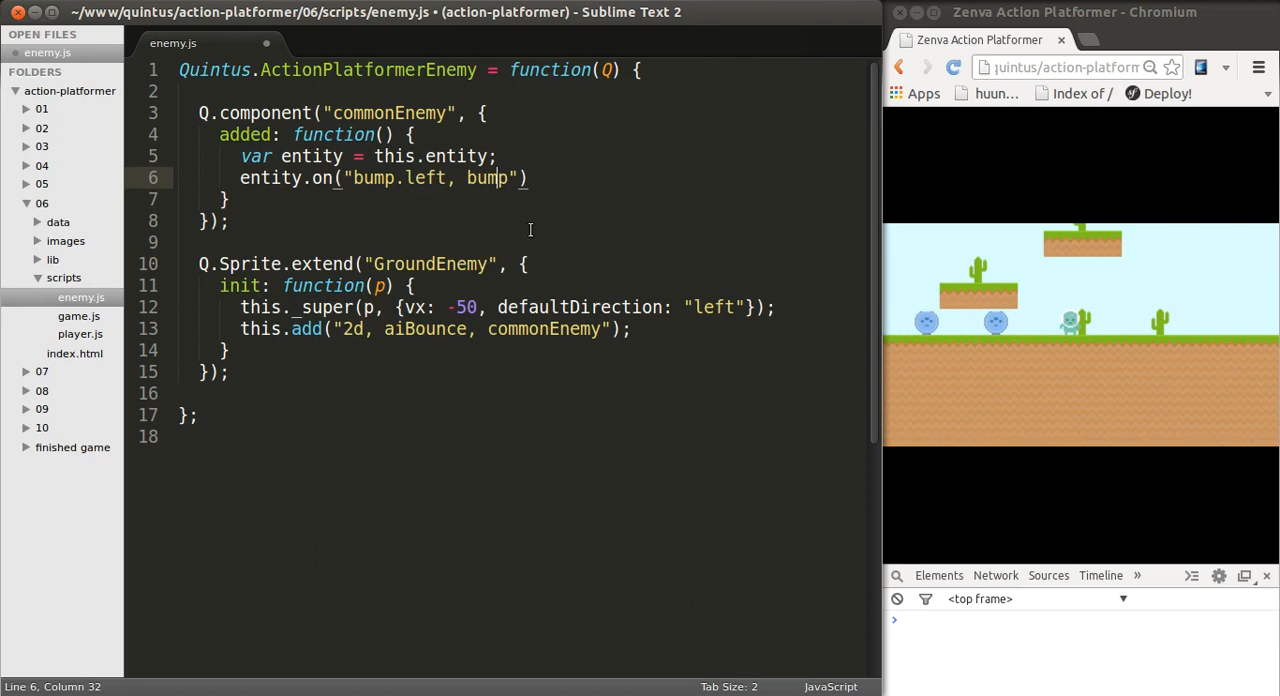 ~/www/quintus/action-platformer/06/scripts/enemy.js • (action-platformer) - Sublime Text 2
OPEN FILES
enemy.js
FOLDERS
action-platformer
01
02
03
04
05
06
data
images
lib
scripts
enemy.js
game.js
player.js
index.html
07
08
09
10
finished game
enemy.js
1 Quintus.ActionPlatformerEnemy = function(Q) {
2
3 Q.component("commonEnemy", {
4 added: function() {
5 var entity = this.entity;
6 entity.on("bump.left, bump")
7 }
8 });
9
10 Q.Sprite.extend("GroundEnemy", {
11 init: function(p) {
12 this._super(p, {vx: -50, defaultDirection: "left"});
13 this.add("2d, aiBounce, commonEnemy");
14 }
15 });
16
17 };
18
Line 6, Column 32 Tab Size: 2 JavaScript
Zenva Action Platformer - Chromium
Zenva Action Platformer
quintus/action-platform
Apps huun... Index of / Deploy!
Elements Network Sources Timeline »
<top frame>